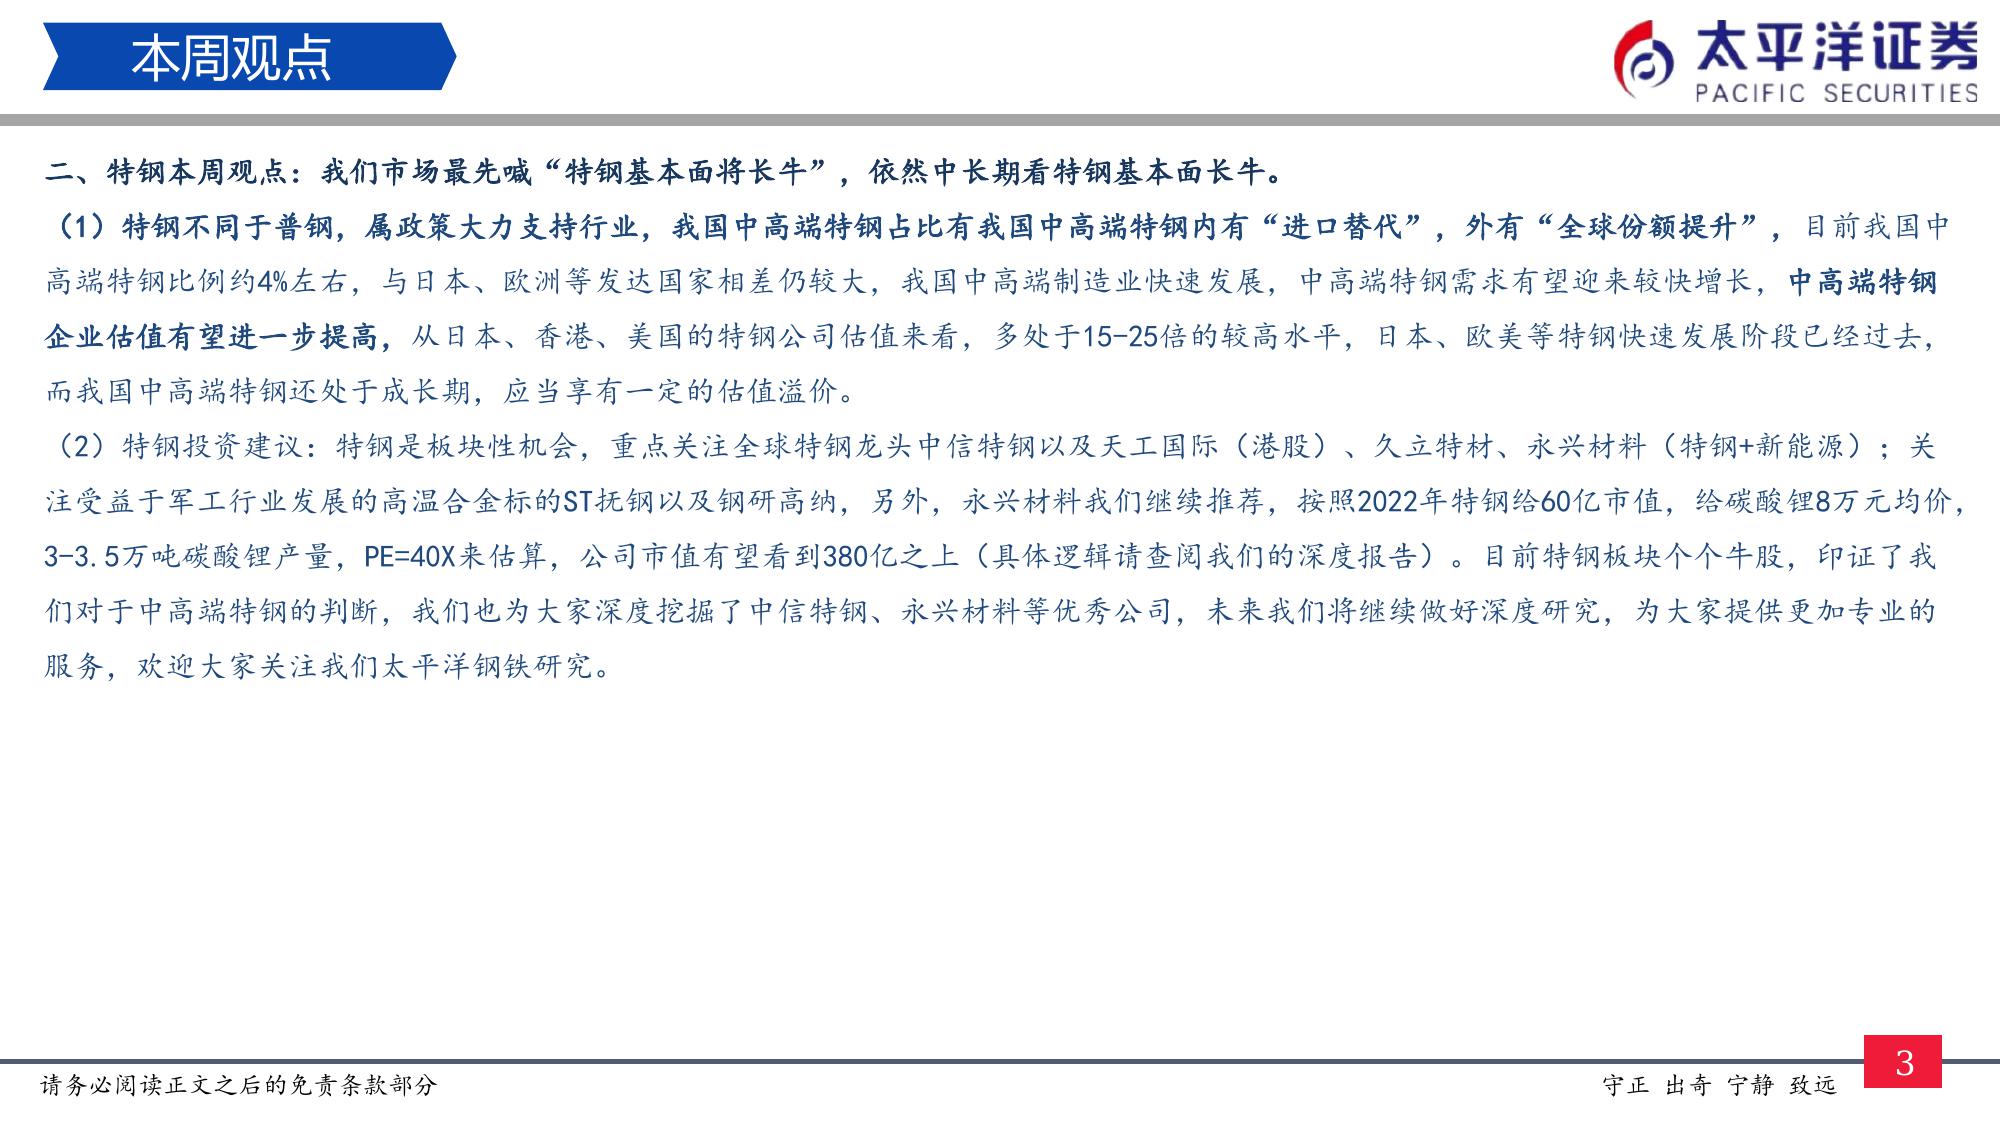 本周观点
太平洋证券
PACIFIC SECURITIES
二、特钢本周观点：我们市场最先喊“特钢基本面将长牛”，依然中长期看特钢基本面长牛。
（1）特钢不同于普钢，属政策大力支持行业，我国中高端特钢占比有我国中高端特钢内有“进口替代”，外有“全球份额提升”，目前我国中
高端特钢比例约4%左右，与日本、欧洲等发达国家相差仍较大，我国中高端制造业快速发展，中高端特钢需求有望迎来较快增长，中高端特钢
企业估值有望进一步提高，从日本、香港、美国的特钢公司估值来看，多处于15-25倍的较高水平，日本、欧美等特钢快速发展阶段已经过去，
而我国中高端特钢还处于成长期，应当享有一定的估值溢价。
（2）特钢投资建议：特钢是板块性机会，重点关注全球特钢龙头中信特钢以及天工国际（港股）、久立特材、永兴材料（特钢+新能源）；关
注受益于军工行业发展的高温合金标的ST抚钢以及钢研高纳，另外，永兴材料我们继续推荐，按照2022年特钢给60亿市值，给碳酸锂8万元均价，
3-3.5万吨碳酸锂产量，PE=40X来估算，公司市值有望看到380亿之上（具体逻辑请查阅我们的深度报告）。目前特钢板块个个牛股，印证了我
们对于中高端特钢的判断，我们也为大家深度挖掘了中信特钢、永兴材料等优秀公司，未来我们将继续做好深度研究，为大家提供更加专业的
服务，欢迎大家关注我们太平洋钢铁研究。
请务必阅读正文之后的免责条款部分
守正 出奇 宁静 致远
3